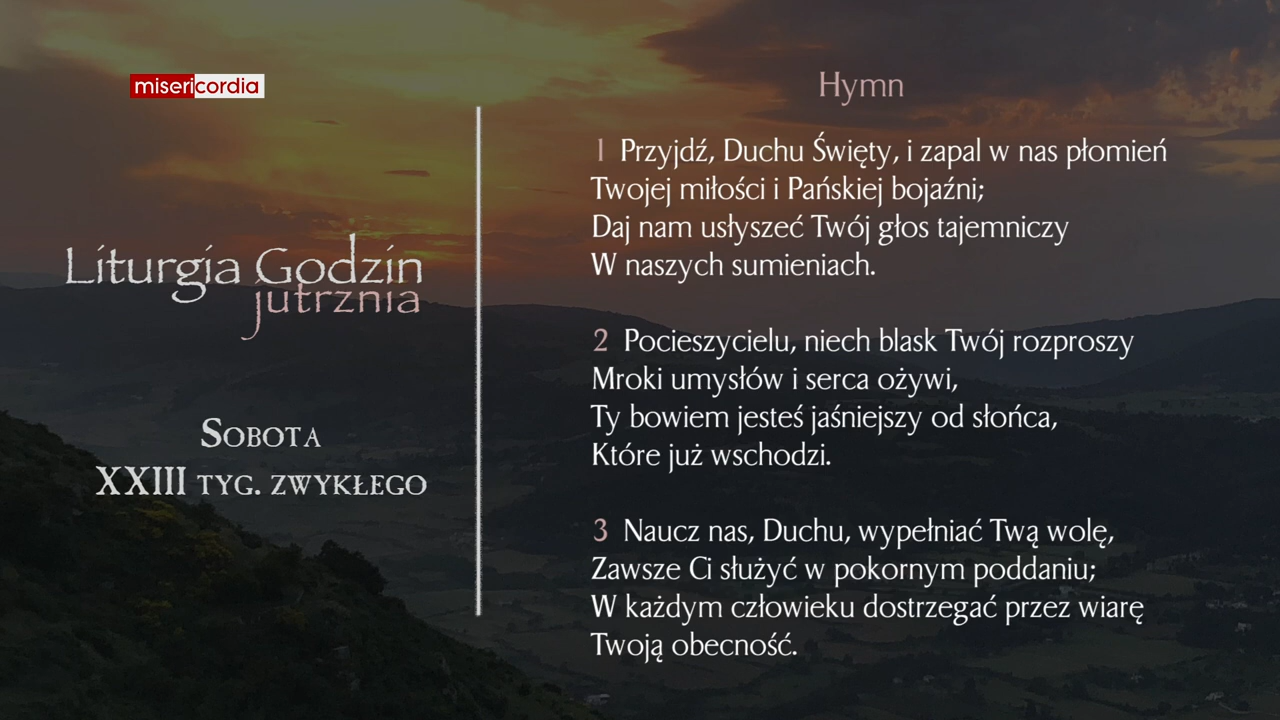 misericordia
Liturgia Godzin
jutrznia
Sobota
XXIII tyg. zwykłego
Hymn
1 Przyjdź, Duchu Święty, i zapal w nas płomień
Twojej miłości i Pańskiej bojaźni;
Daj nam usłyszeć Twój głos tajemniczy
W naszych sumieniach.
2 Pocieszycielu, niech blask Twój rozproszy
Mroki umysłów i serca ożywi,
Ty bowiem jesteś jaśniejszy od słońca,
Które już wschodzi.
3 Naucz nas, Duchu, wypełniać Twą wolę,
Zawsze Ci służyć w pokornym poddaniu;
W każdym człowieku dostrzegać przez wiarę
Twoją obecność.